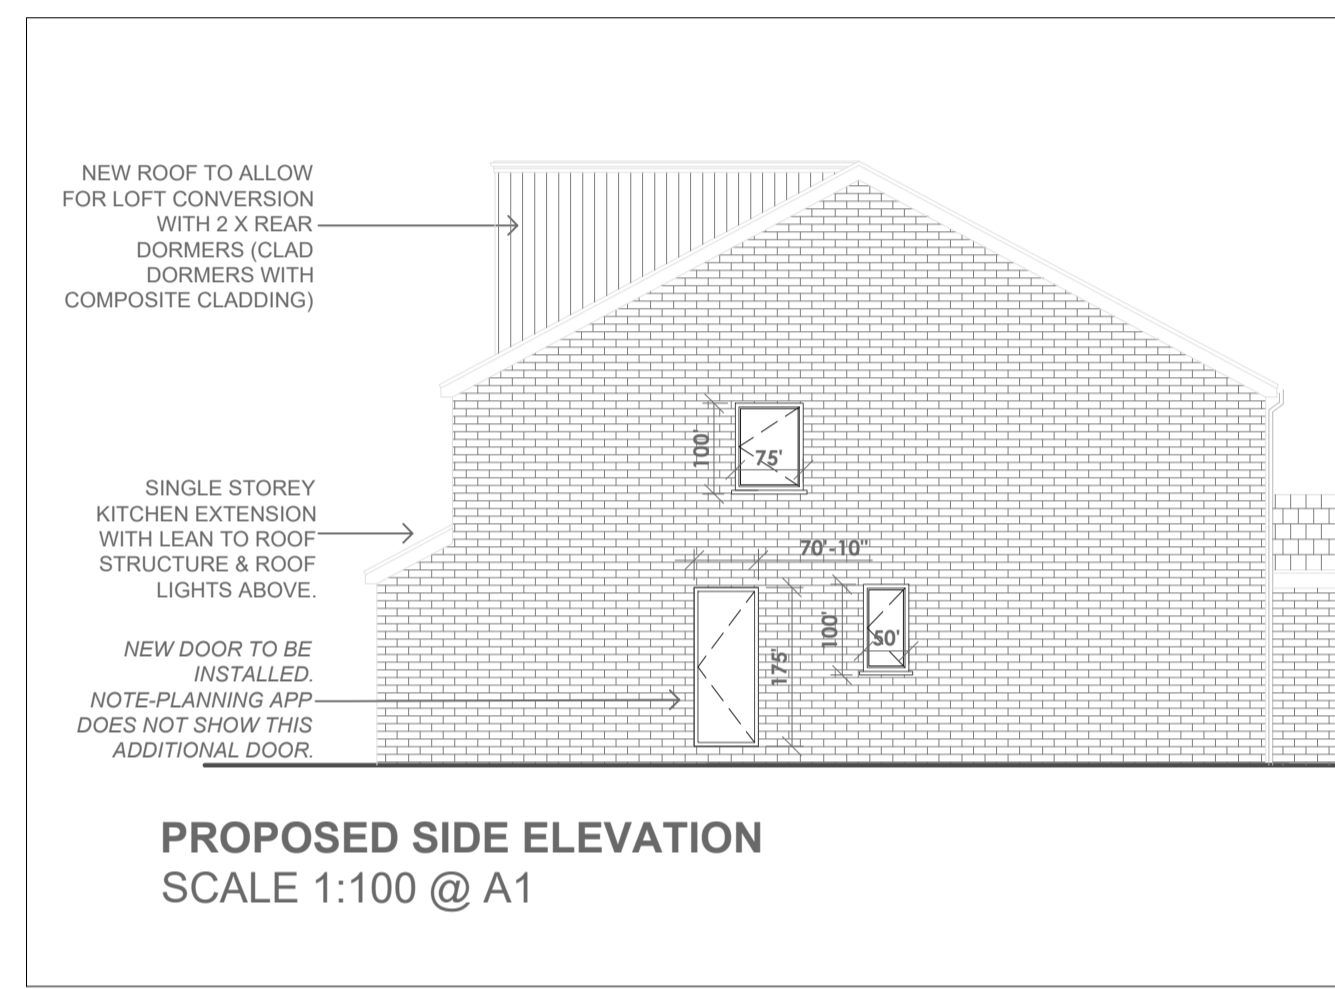 NEW ROOF TO ALLOW
FOR LOFT CONVERSION
WITH 2 X REAR
DORMERS (CLAD
DORMERS WITH
COMPOSITE CLADDING)
100'
75'
SINGLE STOREY
KITCHEN EXTENSION
WITH LEAN TO ROOF
STRUCTURE & ROOF
LIGHTS ABOVE.
70'-10"
100'
50'
175'
NEW DOOR TO BE
INSTALLED.
NOTE-PLANNING APP
DOES NOT SHOW THIS
ADDITIONAL DOOR.
PROPOSED SIDE ELEVATION
SCALE 1:100 @ A1